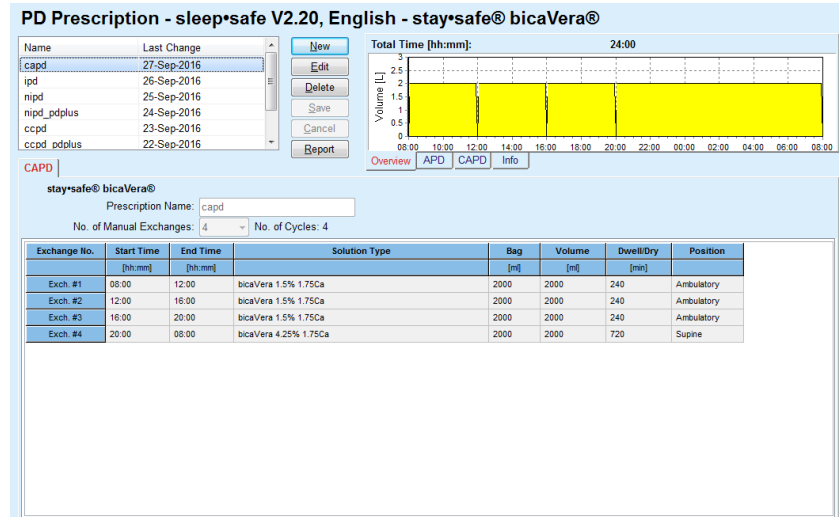 PD Prescription - sleep•safe V2.20, English - stay•safe® bicaVera®
Name Last Change
capd 27-Sep-2016
ipd 26-Sep-2016
nipd 25-Sep-2016
nipd_pdplus 24-Sep-2016
ccpd 23-Sep-2016
ccpd_pdplus 22-Sep-2016
New
Edit
Delete
Save
Cancel
Report
Total Time [hh:mm]: 24:00
Volume [L]
3
2.5
2
1.5
1
0.5
0
08:00 10:00 12:00 14:00 16:00 18:00 20:00 22:00 00:00 02:00 04:00 06:00 08:00
Overview APD CAPD Info
CAPD
stay•safe® bicaVera®
Prescription Name: capd
No. of Manual Exchanges: 4 No. of Cycles: 4
Exchange No. Start Time End Time Solution Type Bag Volume Dwell/Dry Position
[hh:mm] [hh:mm] [ml] [ml] [min]
Exch. #1 08:00 12:00 bicaVera 1.5% 1.75Ca 2000 2000 240 Ambulatory
Exch. #2 12:00 16:00 bicaVera 1.5% 1.75Ca 2000 2000 240 Ambulatory
Exch. #3 16:00 20:00 bicaVera 1.5% 1.75Ca 2000 2000 240 Ambulatory
Exch. #4 20:00 08:00 bicaVera 4.25% 1.75Ca 2000 2000 720 Supine